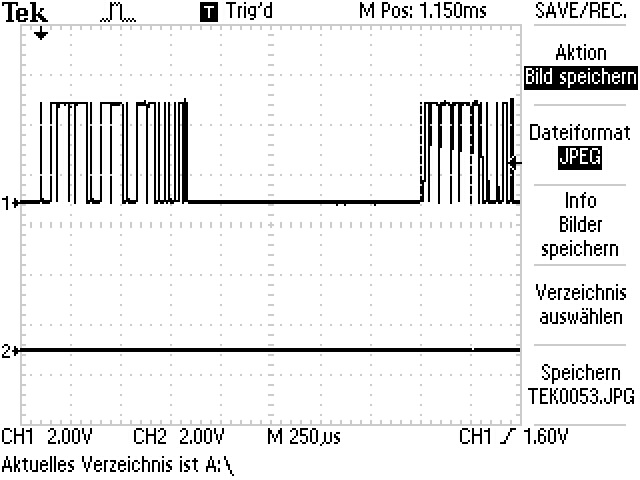 Tek
T Trig'd
M Pos: 1.150ms
SAVE/REC.
Aktion
Bild speichern
Dateiformat
JPEG
Info
Bilder
speichern
Verzeichnis
auswählen
Speichern
TEK0053.JPG
1
2
CH1 2.00V
CH2 2.00V
M 250µs
CH1 1.60V
Aktuelles Verzeichnis ist A:\